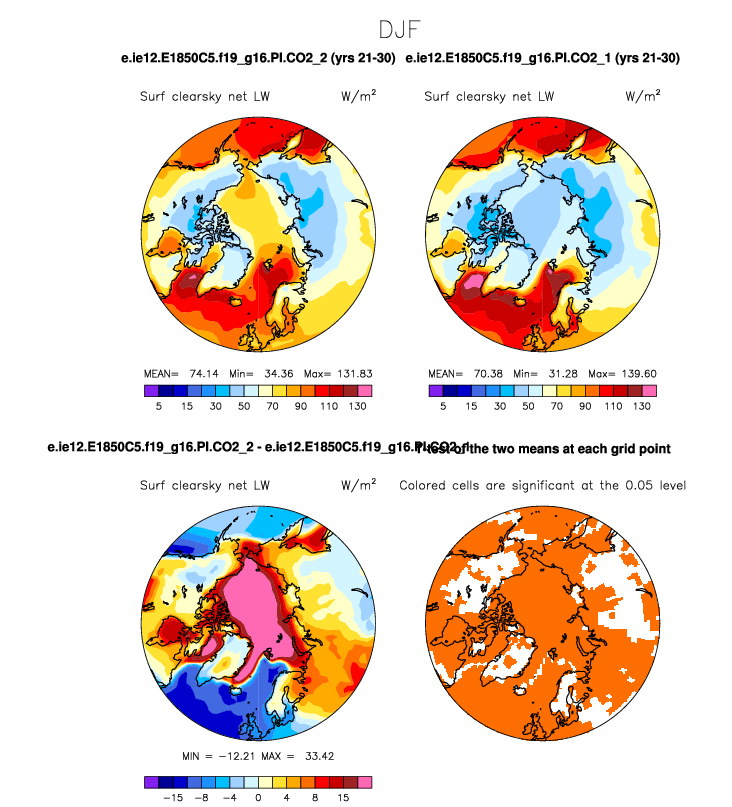 DJF
e.ie12.E1850C5.f19_g16.PI.CO2_2 (yrs 21-30) e.ie12.E1850C5.f19_g16.PI.CO2_1 (yrs 21-30)
Surf clearsky net LW W/m2 Surf clearsky net LW W/m2
MEAN= 74.14 Min= 34.36 Max= 131.83 MEAN= 70.38 Min= 31.28 Max= 139.60
5 15 30 50 70 90 110 130 5 15 30 50 70 90 110 130
e.ie12.E1850C5.f19_g16.PI.CO2_2 - e.ie12.E1850C5.f19_g16.PI.CO2_1 T-test of the two means at each grid point
Surf clearsky net LW W/m2 Colored cells are significant at the 0.05 level
MIN = -12.21 MAX = 33.42
-15 -8 -4 0 4 8 15